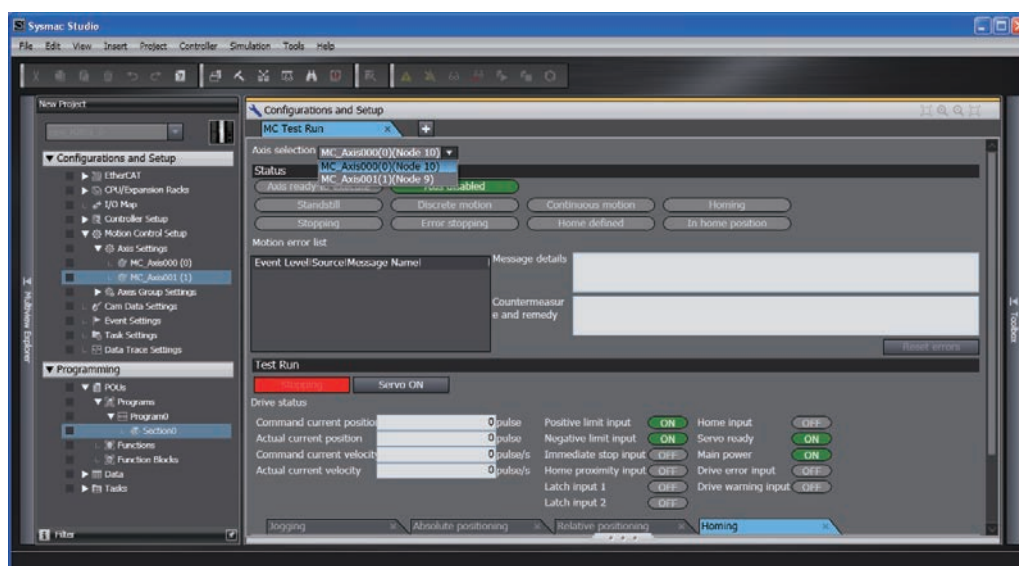 Sysmac Studio
File Edit View Insert Project Controller Simulation Tools Help
New Project
Configurations and Setup
EtherCAT
CPU/Expansion Racks
I/O Map
Controller Setup
Motion Control Setup
Axis Settings
MC_Axis000 (0)
MC_Axis001 (1)
Axes Group Settings
Cam Data Settings
Event Settings
Task Settings
Data Trace Settings
Programming
POUs
Programs
Program0
Section0
Functions
Function Blocks
Data
Tasks
Filter
Multiview Explorer
Configurations and Setup
MC Test Run
Axis selection MC_Axis000(0)(Node 10)
MC_Axis000(0)(Node 10)
MC_Axis001(1)(Node 9)
Status
Axis ready
Standstill Discrete motion Continuous motion Homing
Stopping Error stopping Home defined In home position
Motion error list
Event Level|Source|Message Name|
Message details
Countermeasur
e and remedy
Reset errors
Test Run
Stopping Servo ON
Drive status
Command current position 0 pulse Positive limit input ON Home input OFF
Actual current position 0 pulse Negative limit input ON Servo ready ON
Command current velocity 0 pulse/s Immediate stop input OFF Main power ON
Actual current velocity 0 pulse/s Home proximity input OFF Drive error input OFF
Latch input 1 OFF Drive warning input OFF
Latch input 2 OFF
Jogging Absolute positioning Relative positioning Homing
Toolbox